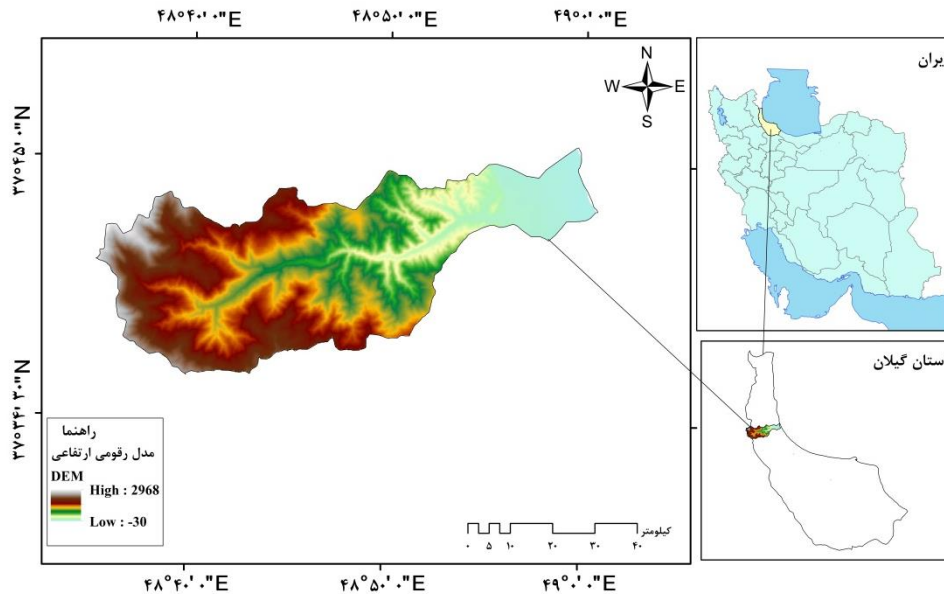 ۴۸°۴۰'۰"E
۴۸°۵۰'۰"E
۴۹°۰'۰"E
۳۷°۴۵'۰"N
۳۷°۳۴'۳۰"N
N
W
E
S
راهنما
مدل رقومی ارتفاعی
DEM
High : 2968
Low : -30
۰ ۵ ۱۰ ۲۰ ۳۰ ۴۰
کیلومتر
۴۸°۴۰'۰"E
۴۸°۵۰'۰"E
۴۹°۰'۰"E
یران
ستان گیلان